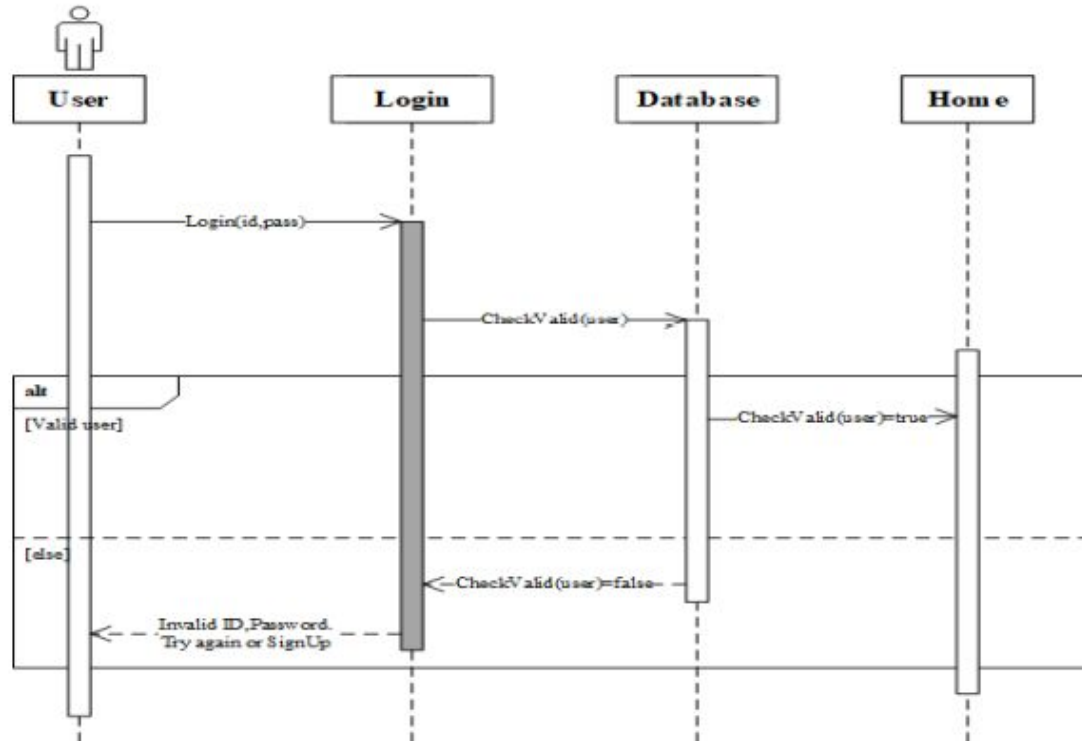 User
Login
Database
Home
Login(id,pass)
CheckValid(user)
alt
[Valid user]
CheckValid(user)=true
[else]
CheckValid(user)=false
Invalid ID,Password.
Try again or SignUp